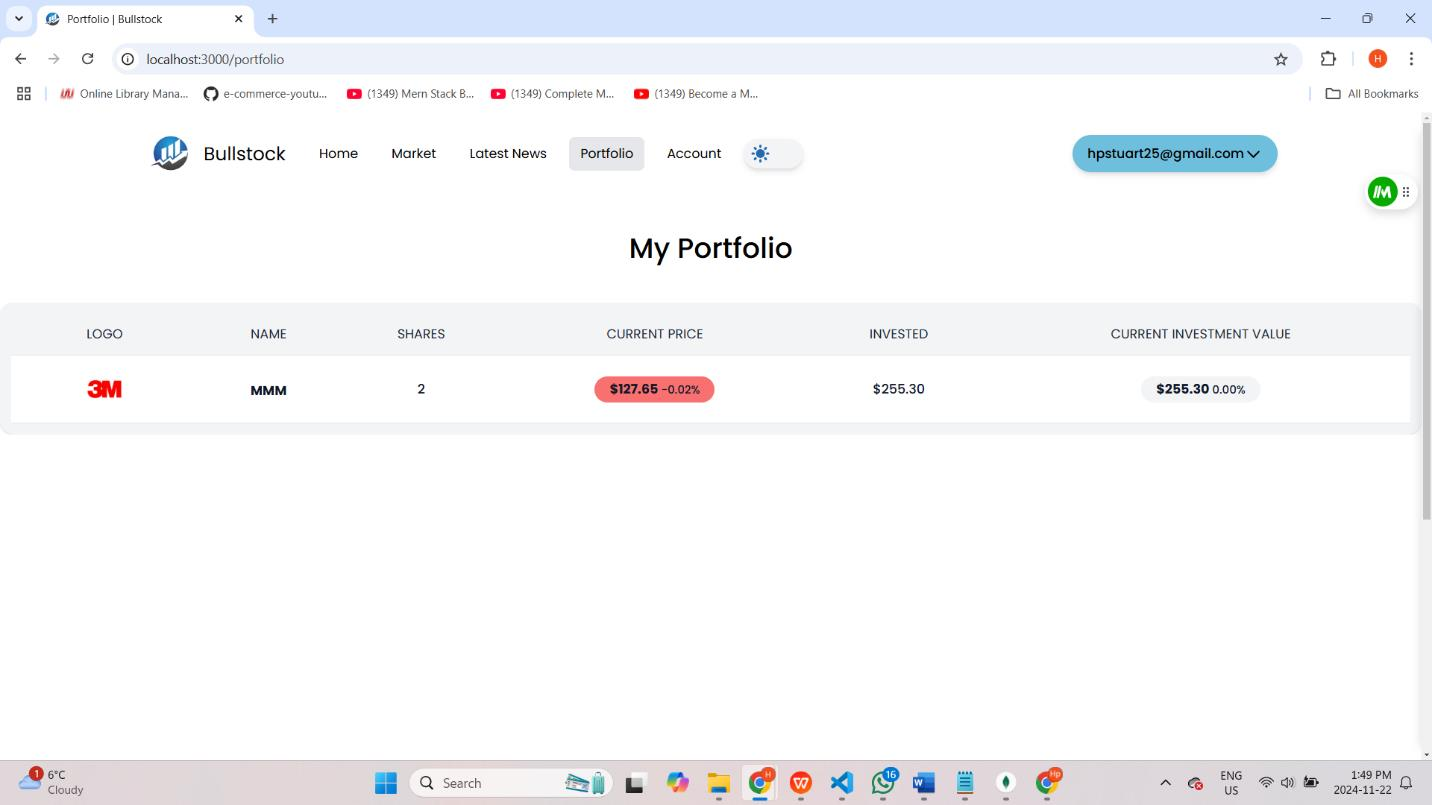 Portfolio | Bullstock
localhost:3000/portfolio
H
Online Library Mana...
e-commerce-youtu...
(1349) Mern Stack B...
(1349) Complete M...
(1349) Become a M...
All Bookmarks
Bullstock
Home
Market
Latest News
Portfolio
Account
hpstuart25@gmail.com
My Portfolio
LOGO NAME SHARES CURRENT PRICE INVESTED CURRENT INVESTMENT VALUE
3M MMM 2 $127.65 -0.02% $255.30 $255.30 0.00%
1
6°C
Cloudy
Search
H
W
16
W
Hp
ENG
US
1:49 PM
2024-11-22